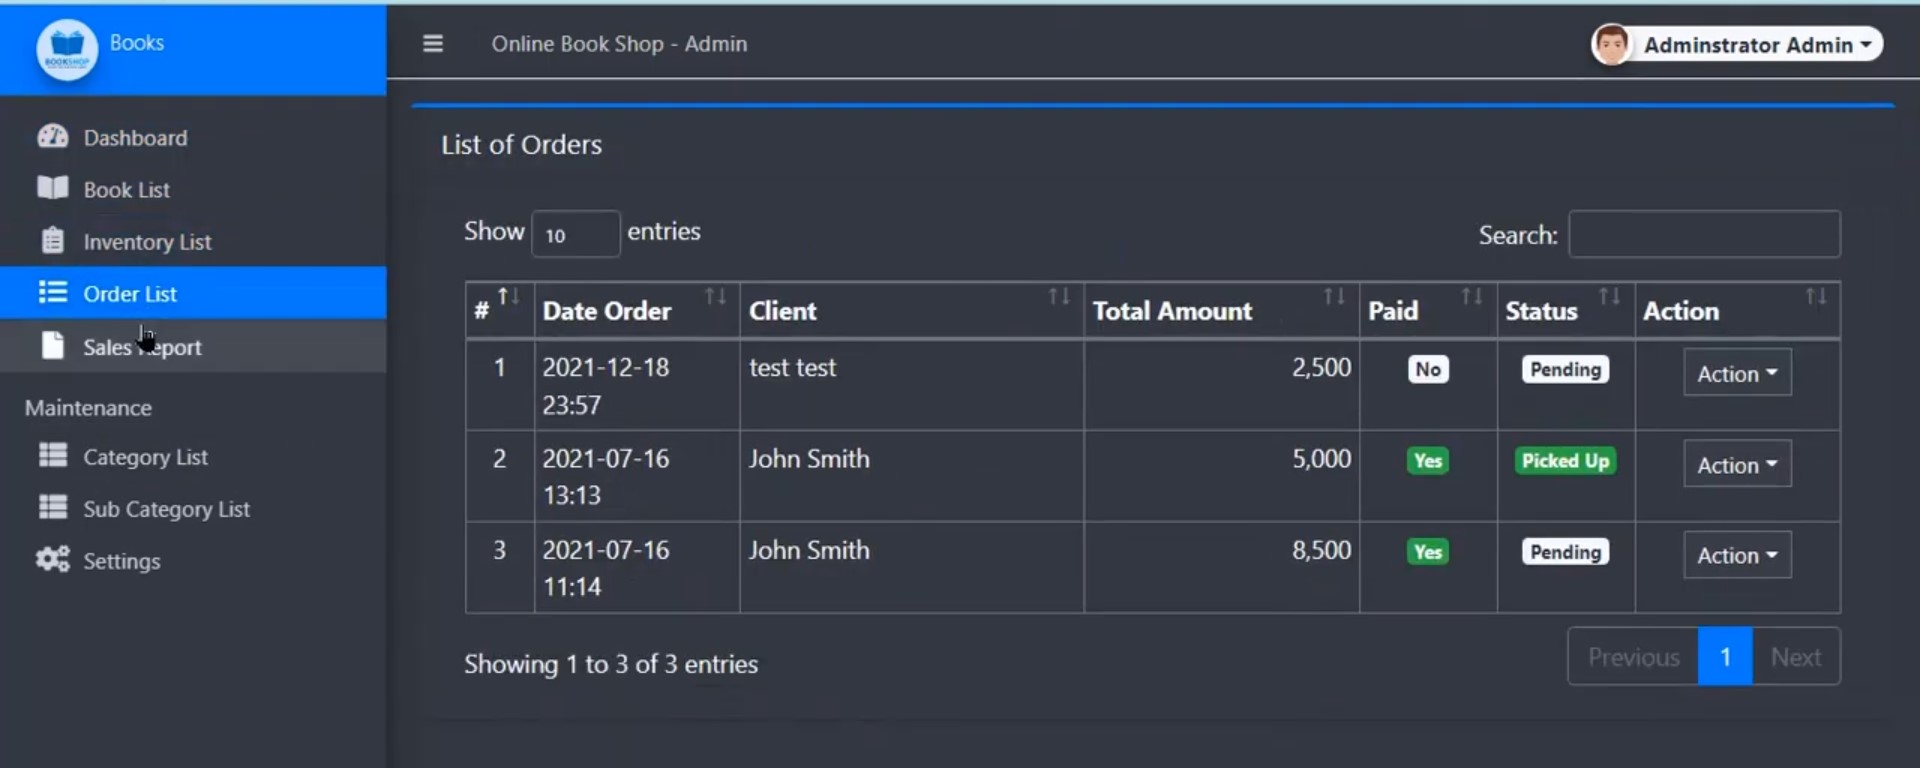 BOOKSHOP
Books
Online Book Shop - Admin
Adminstrator Admin
Dashboard
Book List
Inventory List
Order List
Sales Report
Maintenance
Category List
Sub Category List
Settings
List of Orders
Show 10 entries
Search:
# Date Order Client Total Amount Paid Status Action
1 2021-12-18 test test 2,500 No Pending Action
23:57
2 2021-07-16 John Smith 5,000 Yes Picked Up Action
13:13
3 2021-07-16 John Smith 8,500 Yes Pending Action
11:14
Showing 1 to 3 of 3 entries
Previous 1 Next